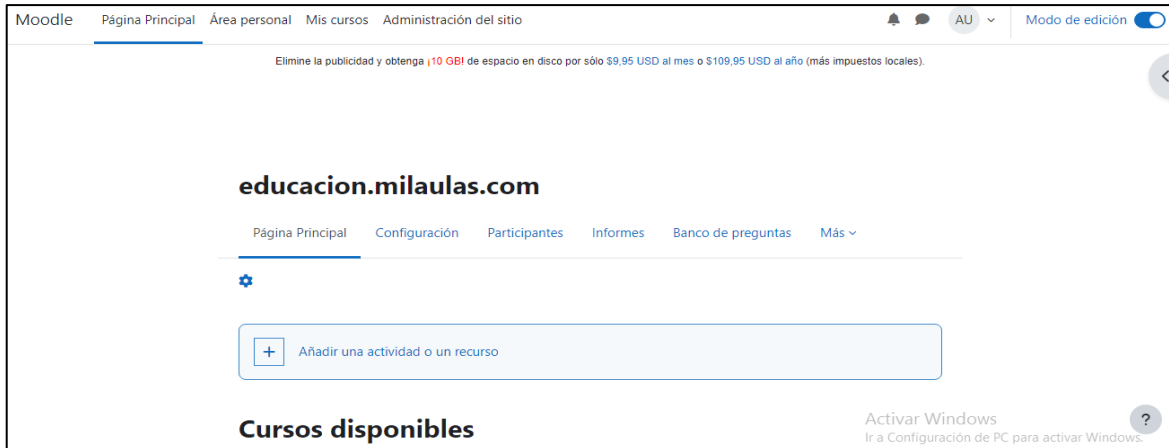 Moodle Página Principal Área personal Mis cursos Administración del sitio AU Modo de edición
Elimine la publicidad y obtenga ¡10 GB! de espacio en disco por sólo $9,95 USD al mes o $109,95 USD al año (más impuestos locales).
educacion.milaulas.com
Página Principal Configuración Participantes Informes Banco de preguntas Más
Añadir una actividad o un recurso
Cursos disponibles
Activar Windows
Ir a Configuración de PC para activar Windows.
?